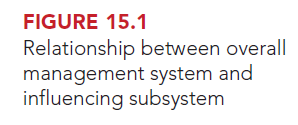 FIGURE 15.1
Relationship between overall
management system and
influencing subsystem